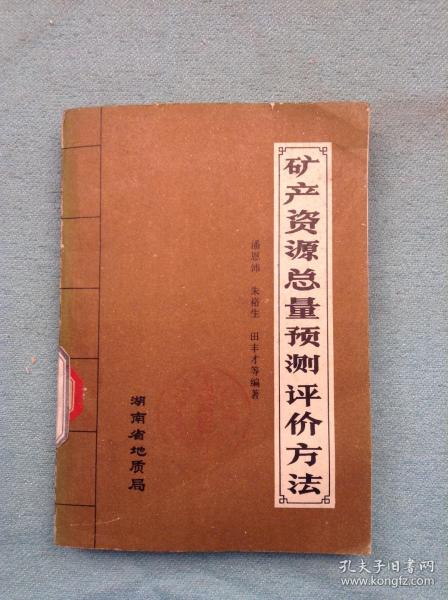 矿产资源总量预测评价方法
潘恩沛 朱裕生 田丰才等编著
湖南省地质局
孔夫子旧书网
www.kongfz.com